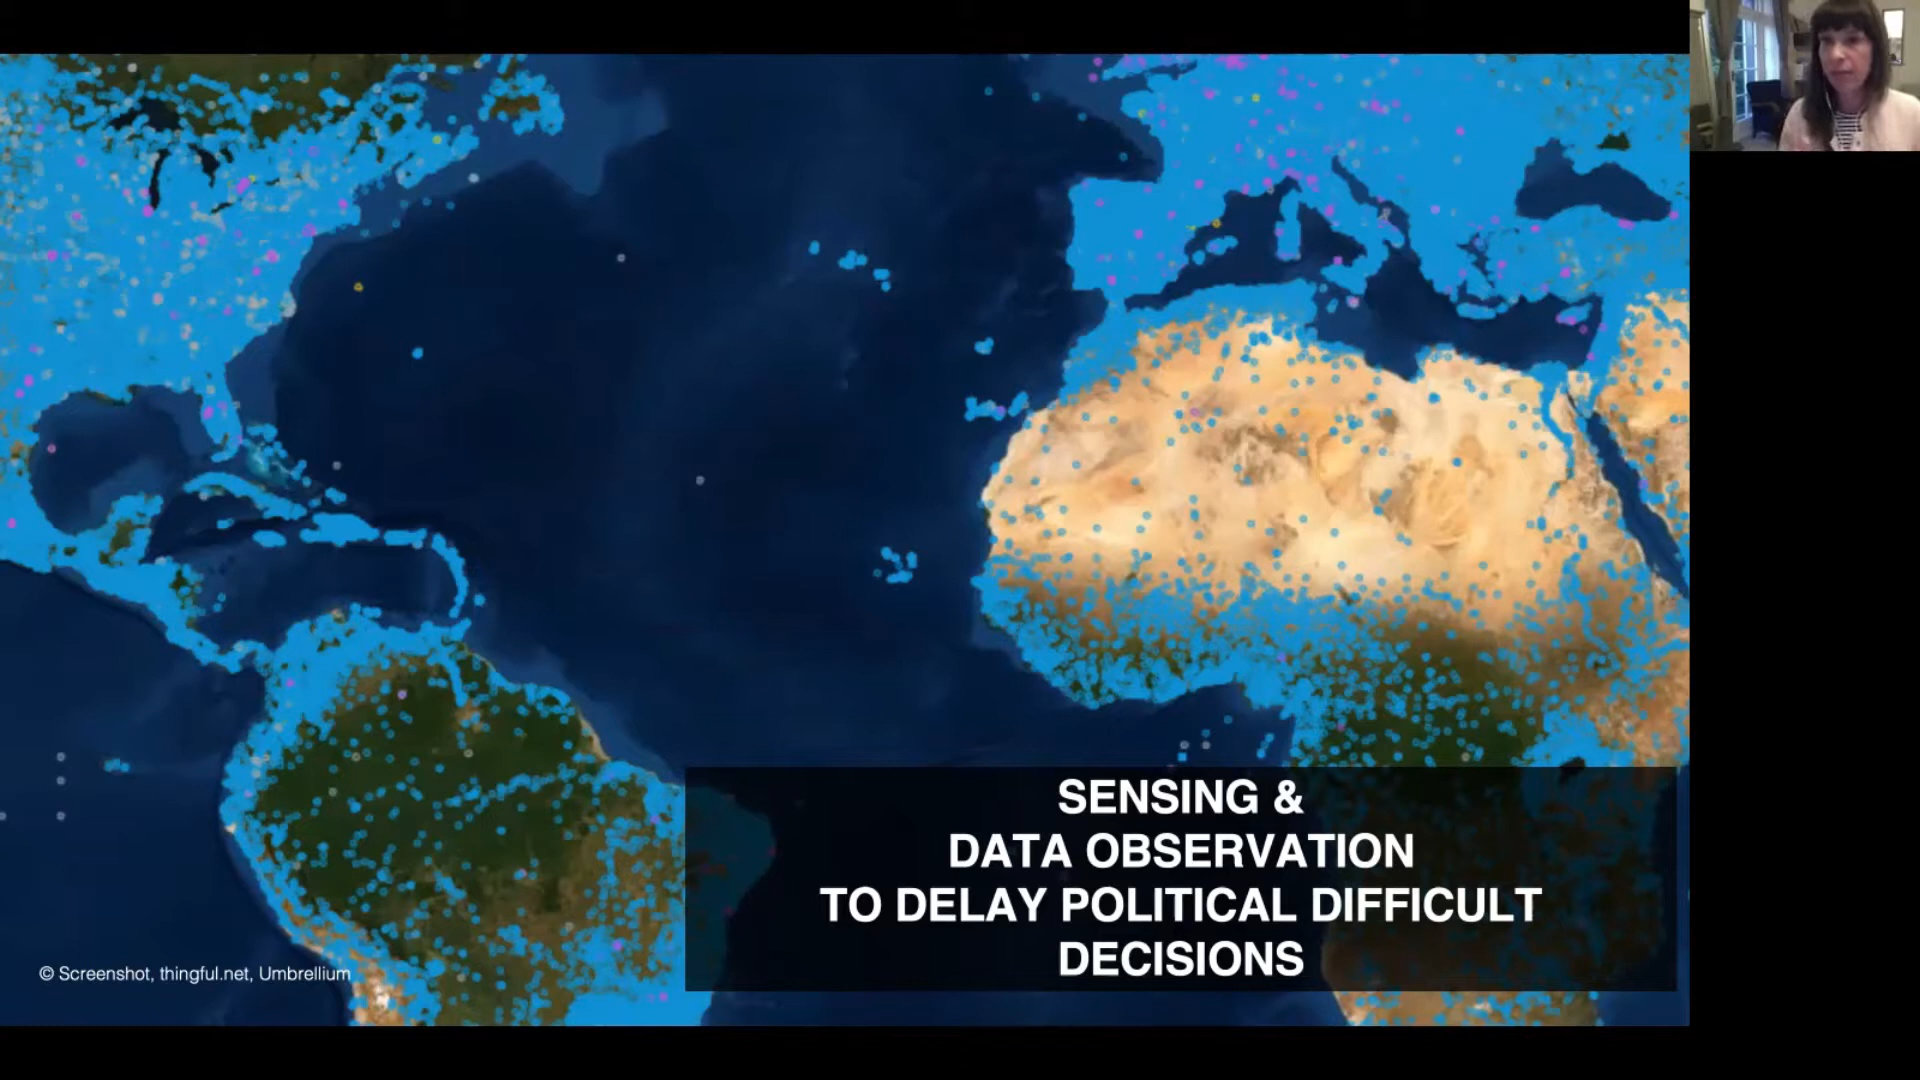 SENSING &
DATA OBSERVATION
TO DELAY POLITICAL DIFFICULT
DECISIONS
© Screenshot, thingful.net, Umbrellium